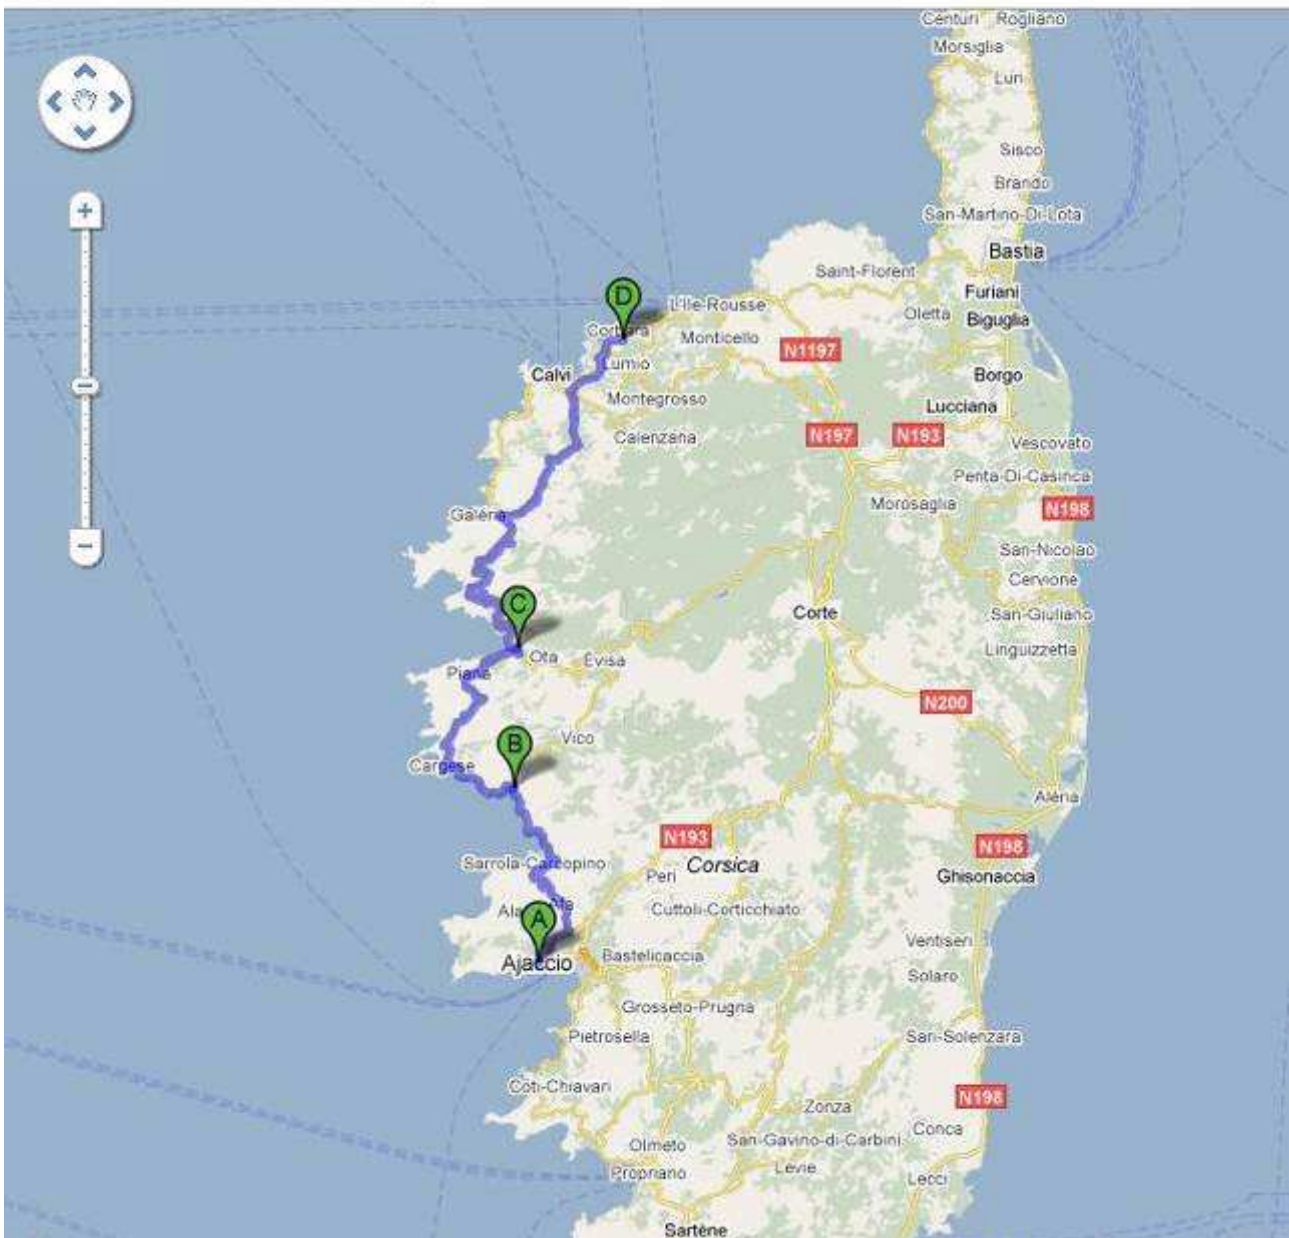 Centuri Rogliano
Morsiglia
Luri
Sisco
Brando
San-Martino-Di-Lota
Bastia
Saint-Florent
Furiani
D
L'Ile-Rousse
Oletta
Biguglia
Corbara
Monticello
N1197
Lumio
Calvi
Borgo
Montegrosso
Lucciana
Calenzana
N197
N193
Vescovato
Penta-Di-Casinca
Morosaglia
N198
Galéria
San-Nicolao
Cervione
C
Corte
San-Giuliano
Linguizzetta
Ota
Evisa
Piana
N200
B
Vico
Cargese
Aléria
N193
N198
Sarrola-Carcopino
Corsica
Peri
Ghisonaccia
Cuttoli-Corticchiato
A
Ventiseri
Ajaccio
Bastelicaccia
Solaro
Grosseto-Prugna
Pietrosella
Sari-Solenzara
Coti-Chiavari
N198
Zonza
Conca
Olmeto
San-Gavino-di-Carbini
Propriano
Levie
Lecci
Sartène